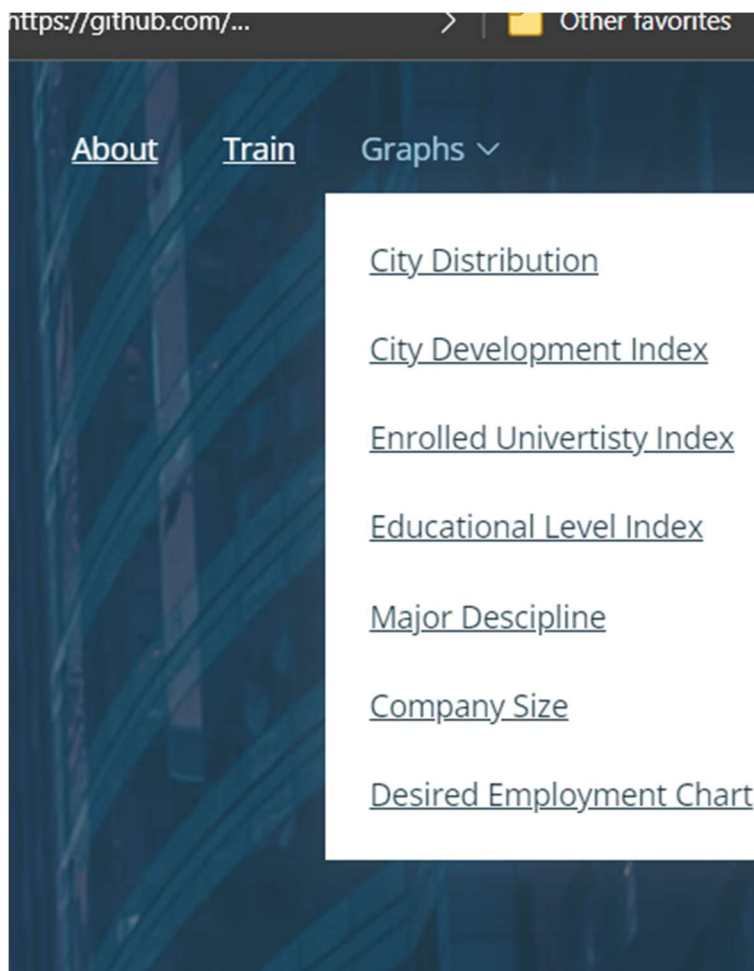 https://github.com/... > Other favorites
About Train Graphs
City Distribution
City Development Index
Enrolled Univertisty Index
Educational Level Index
Major Descipline
Company Size
Desired Employment Chart